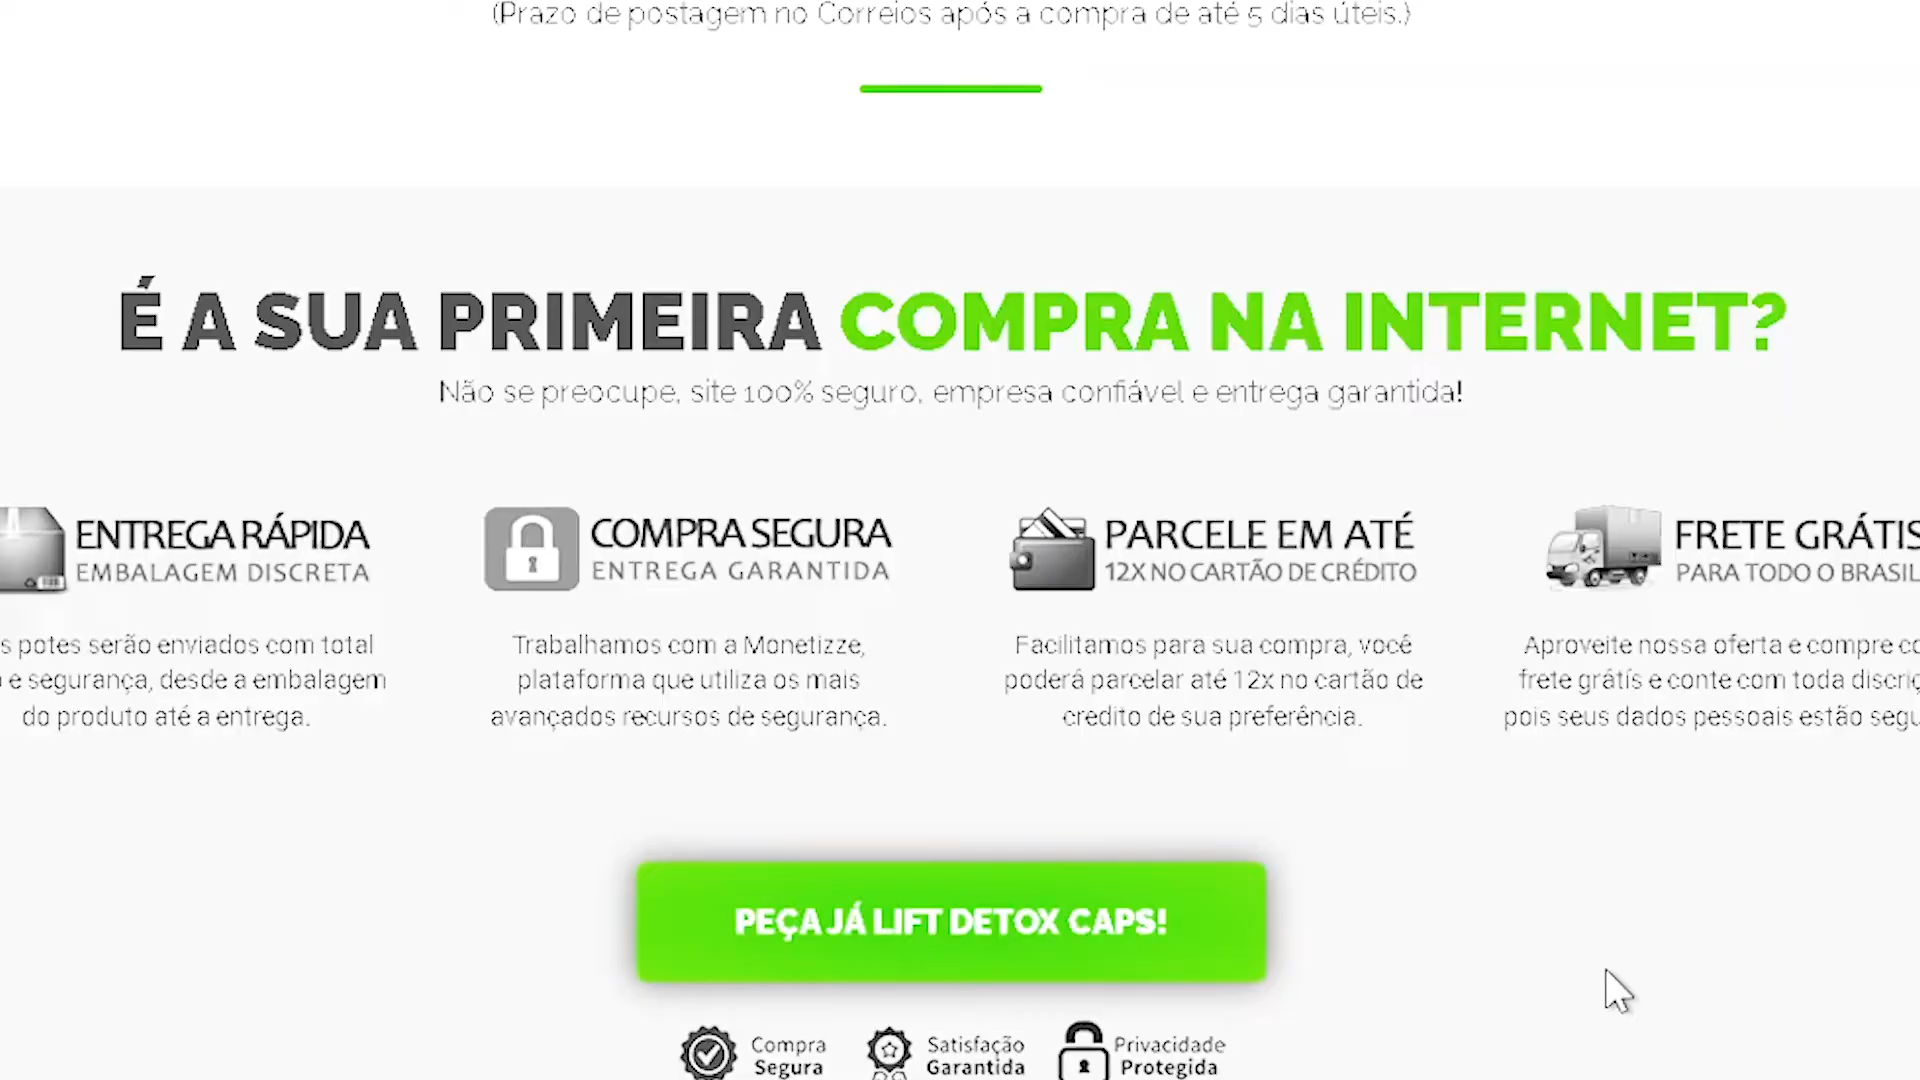 (Prazo de postagem no Correios após a compra de até 5 dias úteis.)
É A SUA PRIMEIRA COMPRA NA INTERNET?
Não se preocupe, site 100% seguro, empresa confiável e entrega garantida!
ENTREGA RÁPIDA
EMBALAGEM DISCRETA
potes serão enviados com total
e segurança, desde a embalagem
do produto até a entrega.
COMPRA SEGURA
ENTREGA GARANTIDA
Trabalhamos com a Monetizze,
plataforma que utiliza os mais
avançados recursos de segurança.
PARCELE EM ATÉ
12X NO CARTÃO DE CRÉDITO
Facilitamos para sua compra, você
poderá parcelar até 12x no cartão de
credito de sua preferência.
FRETE GRÁTIS
PARA TODO O BRASIL
Aproveite nossa oferta e compre
frete grátis e conte com toda
pois seus dados pessoais estão
PEÇA JÁ LIFT DETOX CAPS!
Compra
Segura
Satisfação
Garantida
Privacidade
Protegida